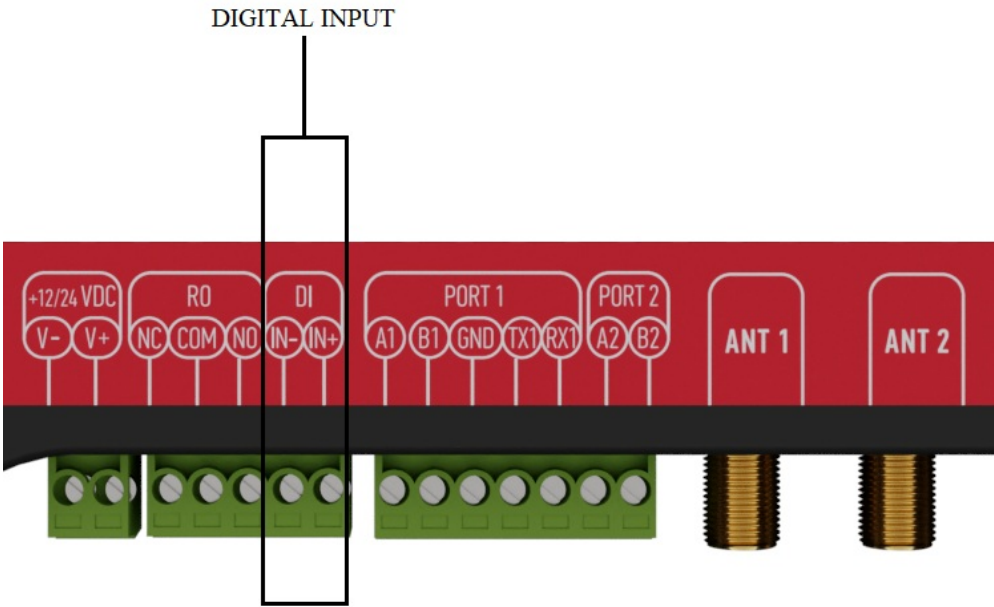 DIGITAL INPUT
+12/24 VDC RO DI PORT 1 PORT 2
V- V+ NC COM NO IN- IN+ A1 B1 GND TX1 RX1 A2 B2
ANT 1 ANT 2